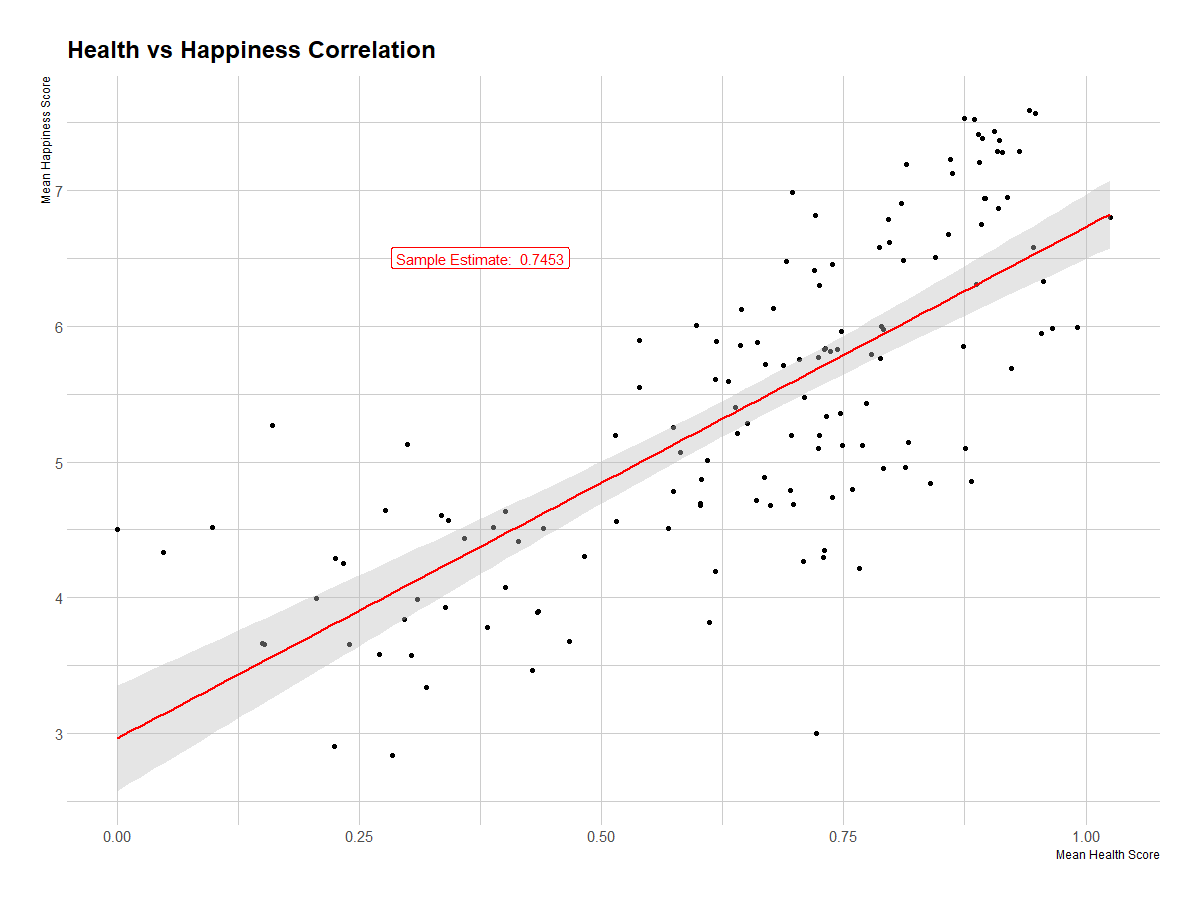 Health vs Happiness Correlation
Mean Happiness Score
7
6
5
4
3
Sample Estimate:  0.7453
0.00 0.25 0.50 0.75 1.00
Mean Health Score